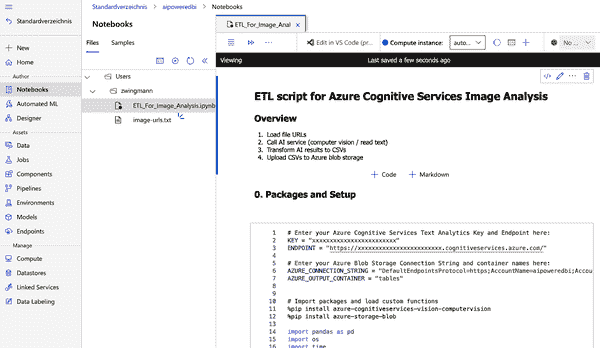 Standardverzeichnis > aipoweredbi > Notebooks
Standardverzeichnis
New
Home
Author
Notebooks
Automated ML
Designer
Assets
Data
Jobs
Components
Pipelines
Environments
Models
Endpoints
Manage
Compute
Datastores
Linked Services
Data Labeling
Notebooks
Files
Samples
Users
zwingmann
ETL_For_Image_Analysis.ipynb
image-urls.txt
ETL_For_Image_Anal
Edit in VS Code (pr...
Compute instance:
auto...
No ...
Viewing
Last saved a few seconds ago
ETL script for Azure Cognitive Services Image Analysis
Overview
1. Load file URLs
2. Call AI service (computer vision / read text)
3. Transform AI results to CSVs
4. Upload CSVs to Azure blob storage
+ Code + Markdown
0. Packages and Setup
1 # Enter your Azure Cognitive Services Text Analytics Key and Endpoint here:
2 KEY = "xxxxxxxxxxxxxxxxxxxxxxxx"
3 ENDPOINT = "https://xxxxxxxxxxxxxxxxxxxxxxxx.cognitiveservices.azure.com/"
4
5 # Enter your Azure Blob Storage Connection String and container names here:
6 AZURE_CONNECTION_STRING = "DefaultEndpointsProtocol=https;AccountName=aipoweredbi;Accou
7 AZURE_OUTPUT_CONTAINER = "tables"
8
9
10 # Import packages and load custom functions
11 %pip install azure-cognitiveservices-vision-computervision
12 %pip install azure-storage-blob
13
14 import pandas as pd
15 import os
16 import time